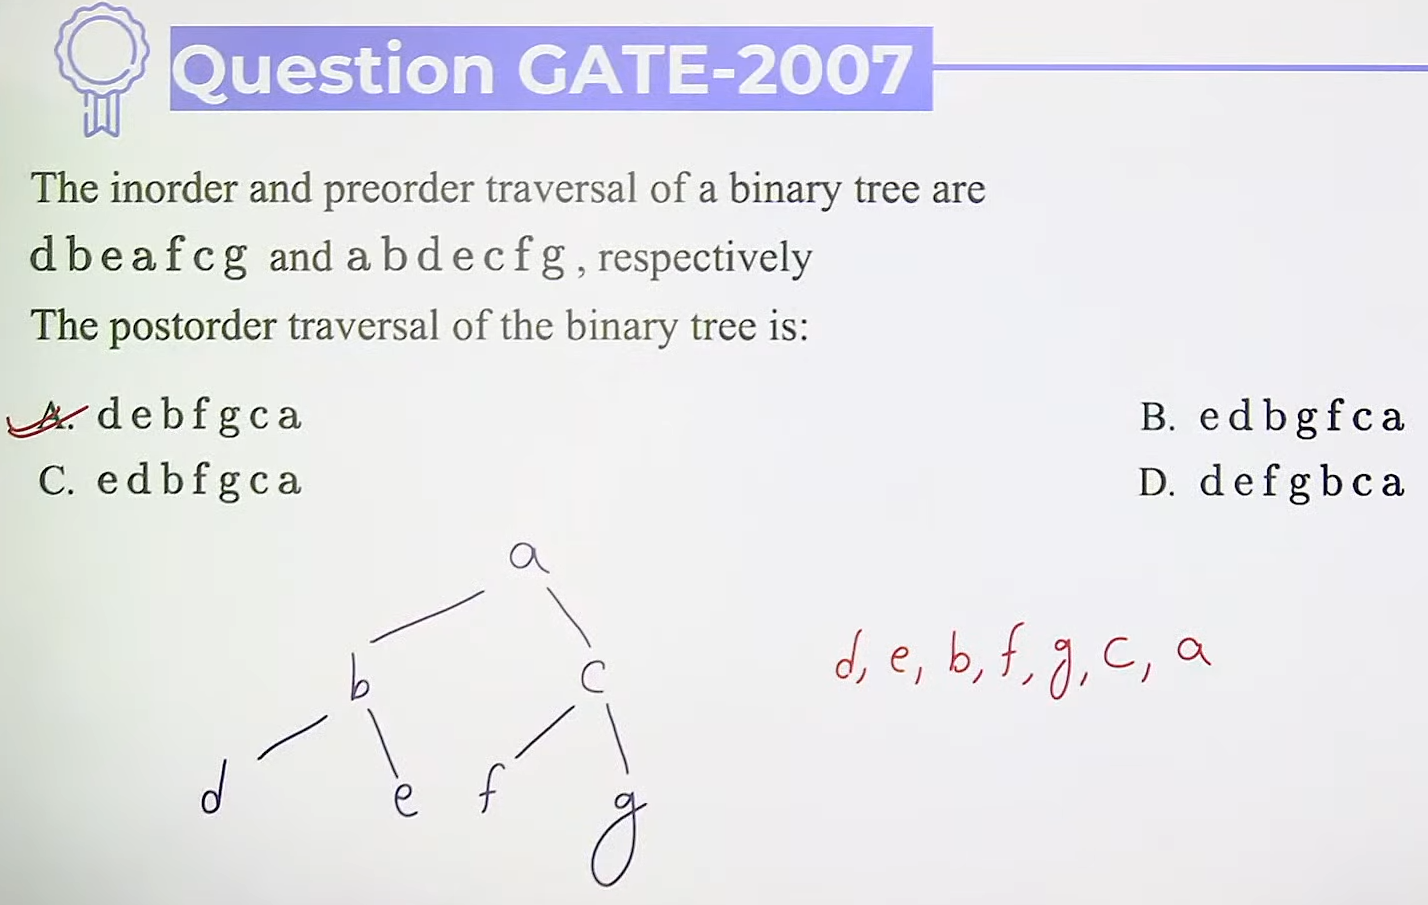 Question GATE-2007
The inorder and preorder traversal of a binary tree are
d b e a f c g and a b d e c f g , respectively
The postorder traversal of the binary tree is:
A. d e b f g c a
B. e d b g f c a
C. e d b f g c a
D. d e f g b c a
a
b c
d, e, b, f, g, c, a
d e f g